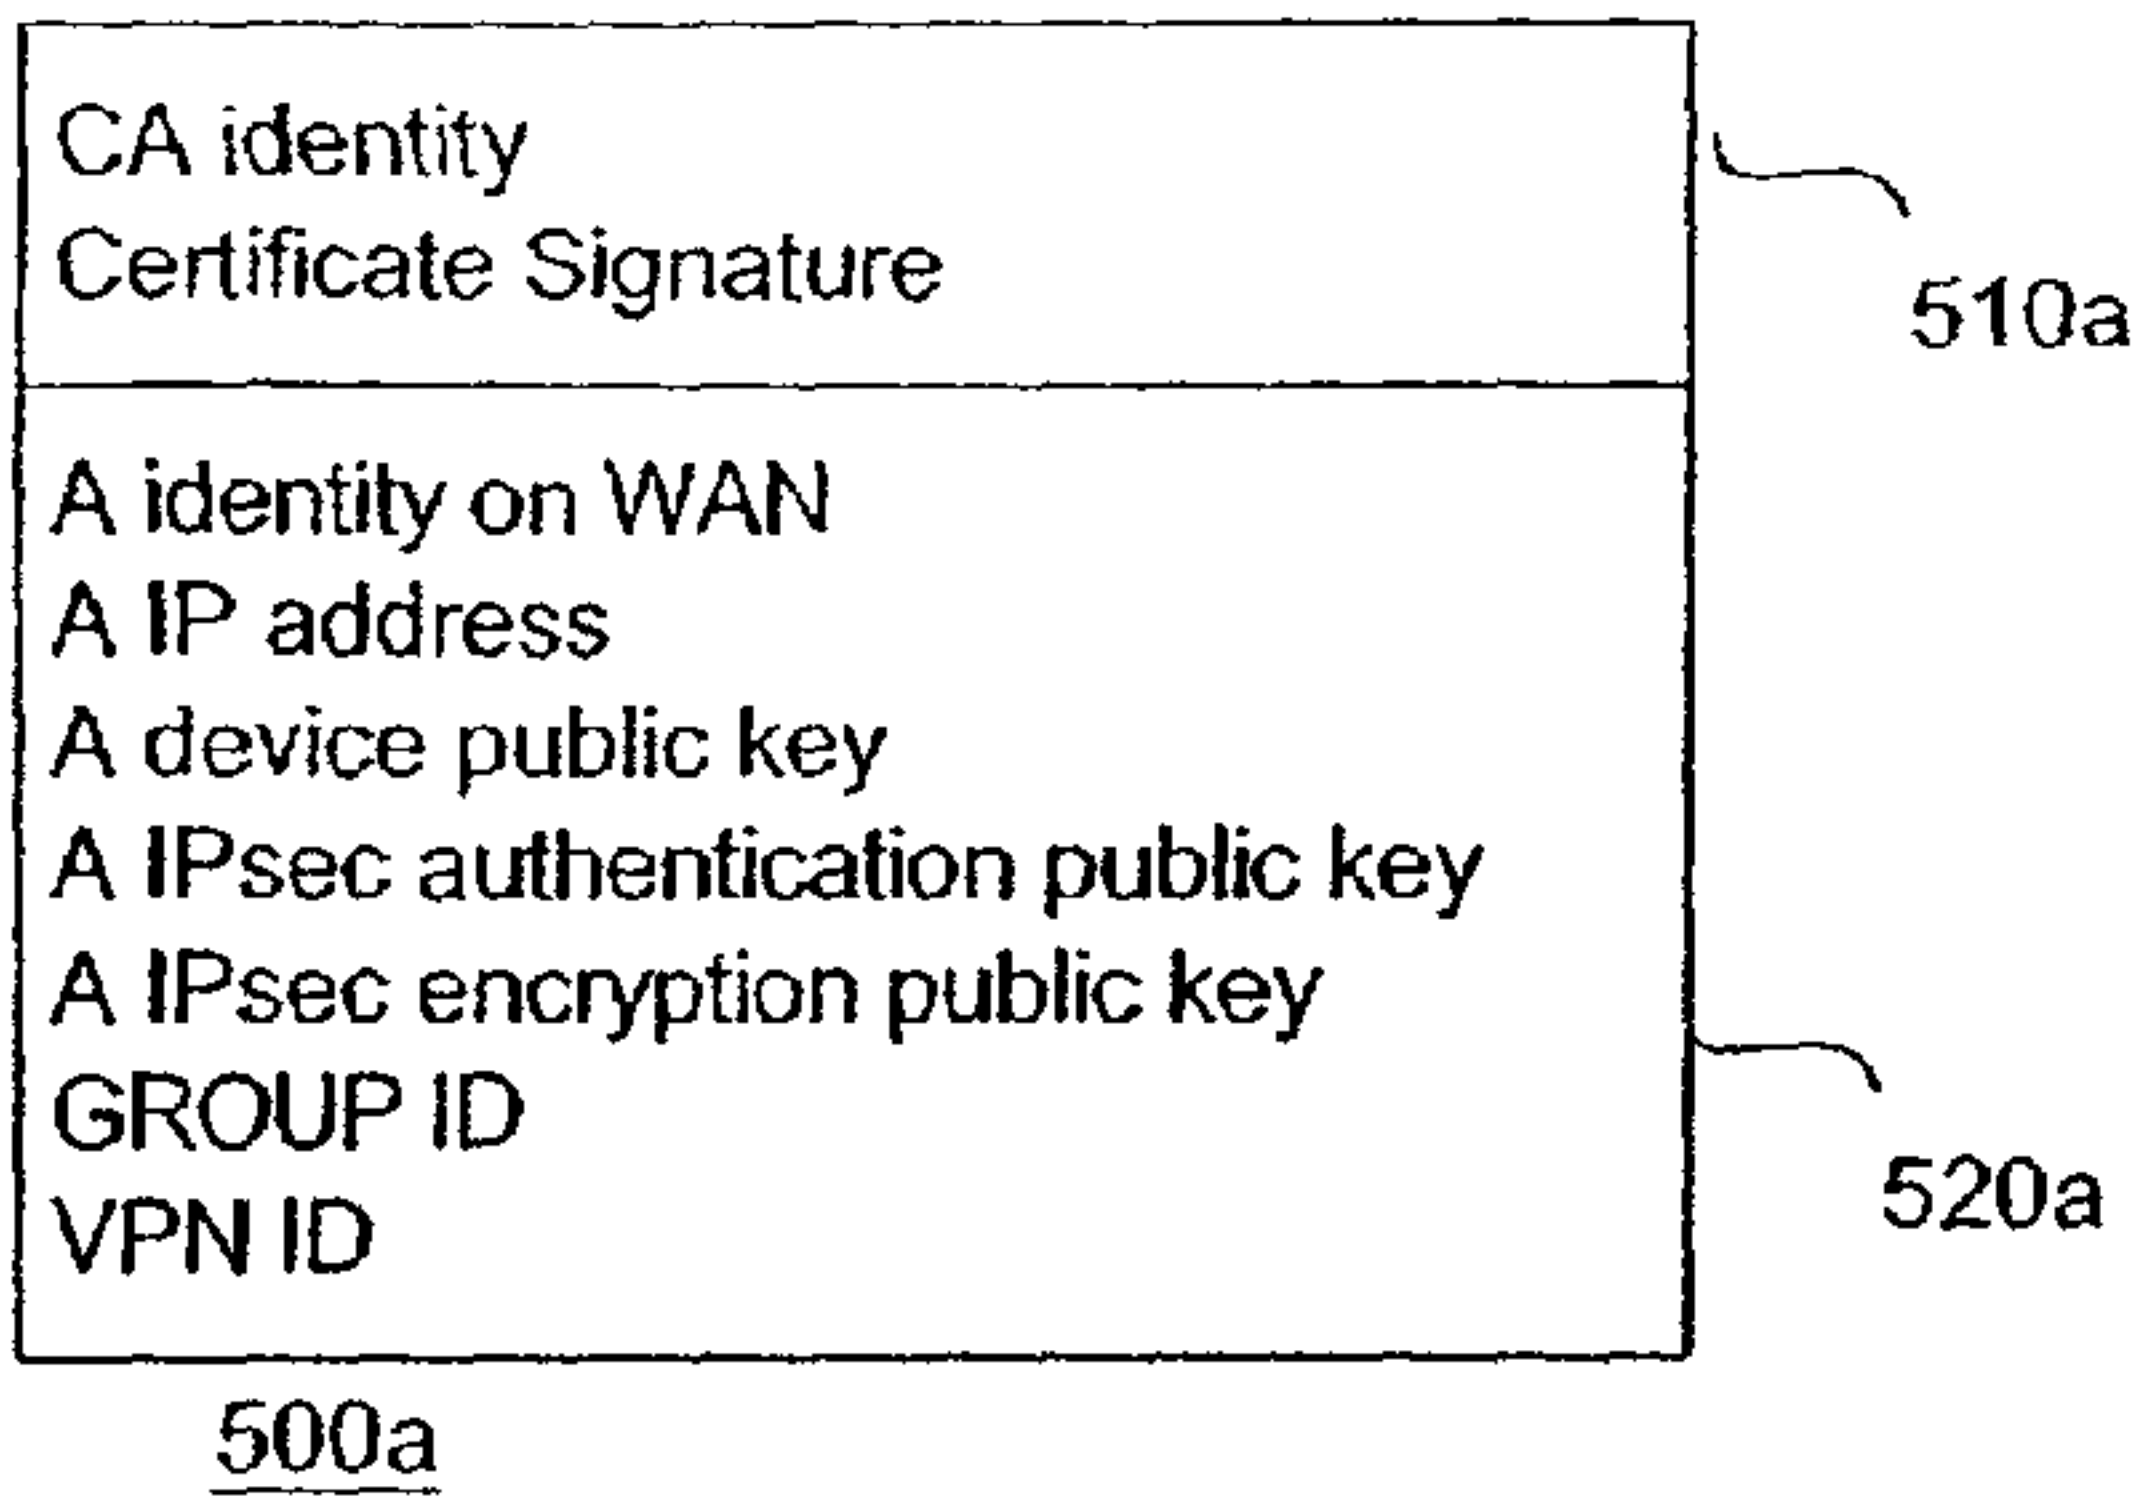 CA identity
Certificate Signature
510a
A identity on WAN
A IP address
A device public key
A IPsec authentication public key
A IPsec encryption public key
GROUP ID
VPN ID
520a
500a